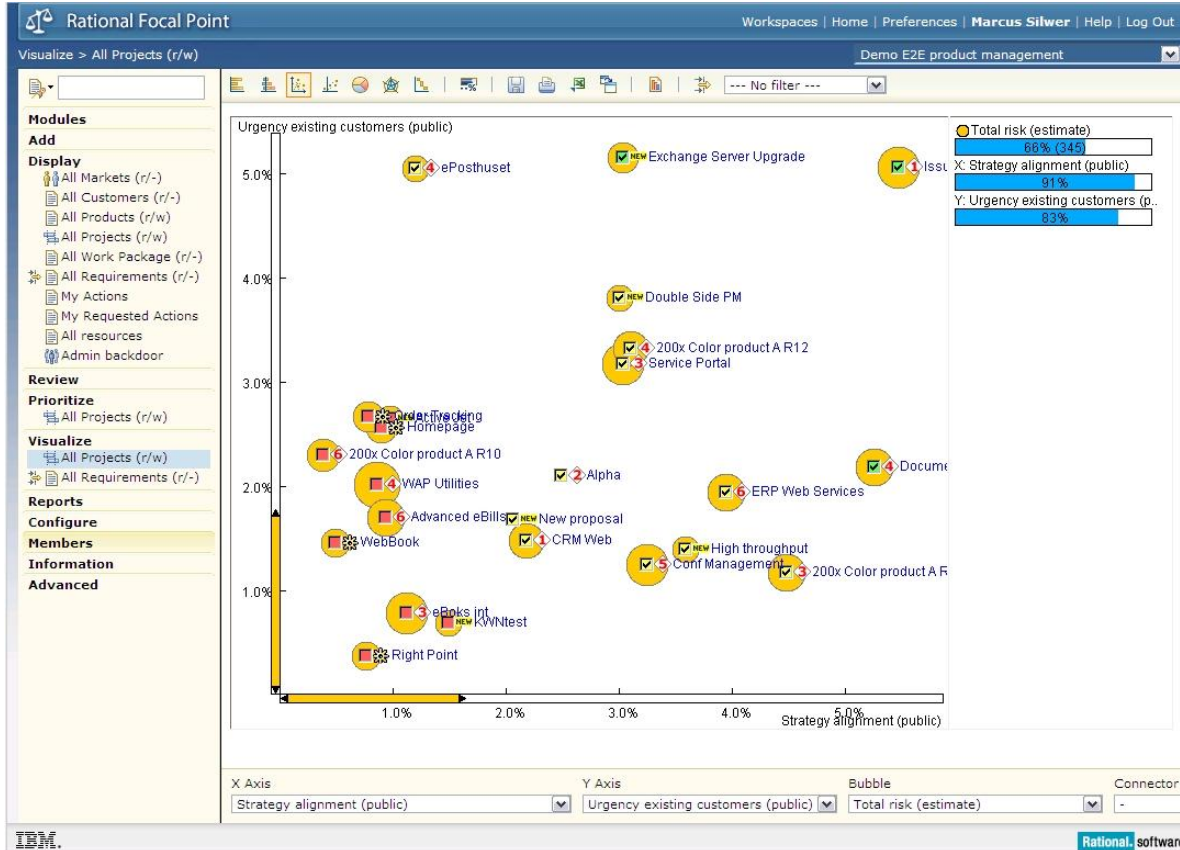 Rational Focal Point
Workspaces | Home | Preferences | Marcus Silwer | Help | Log Out
Visualize > All Projects (r/w)
Demo E2E product management
--- No filter ---
Modules
Add
Display
All Markets (r/-)
All Customers (r/-)
All Products (r/w)
All Projects (r/w)
All Work Package (r/-)
All Requirements (r/-)
My Actions
My Requested Actions
All resources
Admin backdoor
Review
Prioritize
All Projects (r/w)
Visualize
All Projects (r/w)
All Requirements (r/-)
Reports
Configure
Members
Information
Advanced
Urgency existing customers (public)
5.0%
4 ePosthuset
NEW Exchange Server Upgrade
1 Issu
4.0%
NEW Double Side PM
4 200x Color product A R12
3 Service Portal
3.0%
Order Tracking
NEW
Homepage
6 200x Color product A R10
4 WAP Utilities
2.0%
2 Alpha
4 Docume
6 ERP Web Services
6 Advanced eBills
NEW New proposal
WebBook
1 CRM Web
NEW High throughput
5 Conf Management
3 200x Color product A R
1.0%
3 eBoks int
NEW KWNtest
Right Point
1.0%
2.0%
3.0%
4.0%
5.0%
Strategy alignment (public)
Total risk (estimate)
66% (345)
X: Strategy alignment (public)
91%
Y: Urgency existing customers (p..
83%
X Axis
Strategy alignment (public)
Y Axis
Urgency existing customers (public)
Bubble
Total risk (estimate)
Connector
-
IBM.
Rational. software